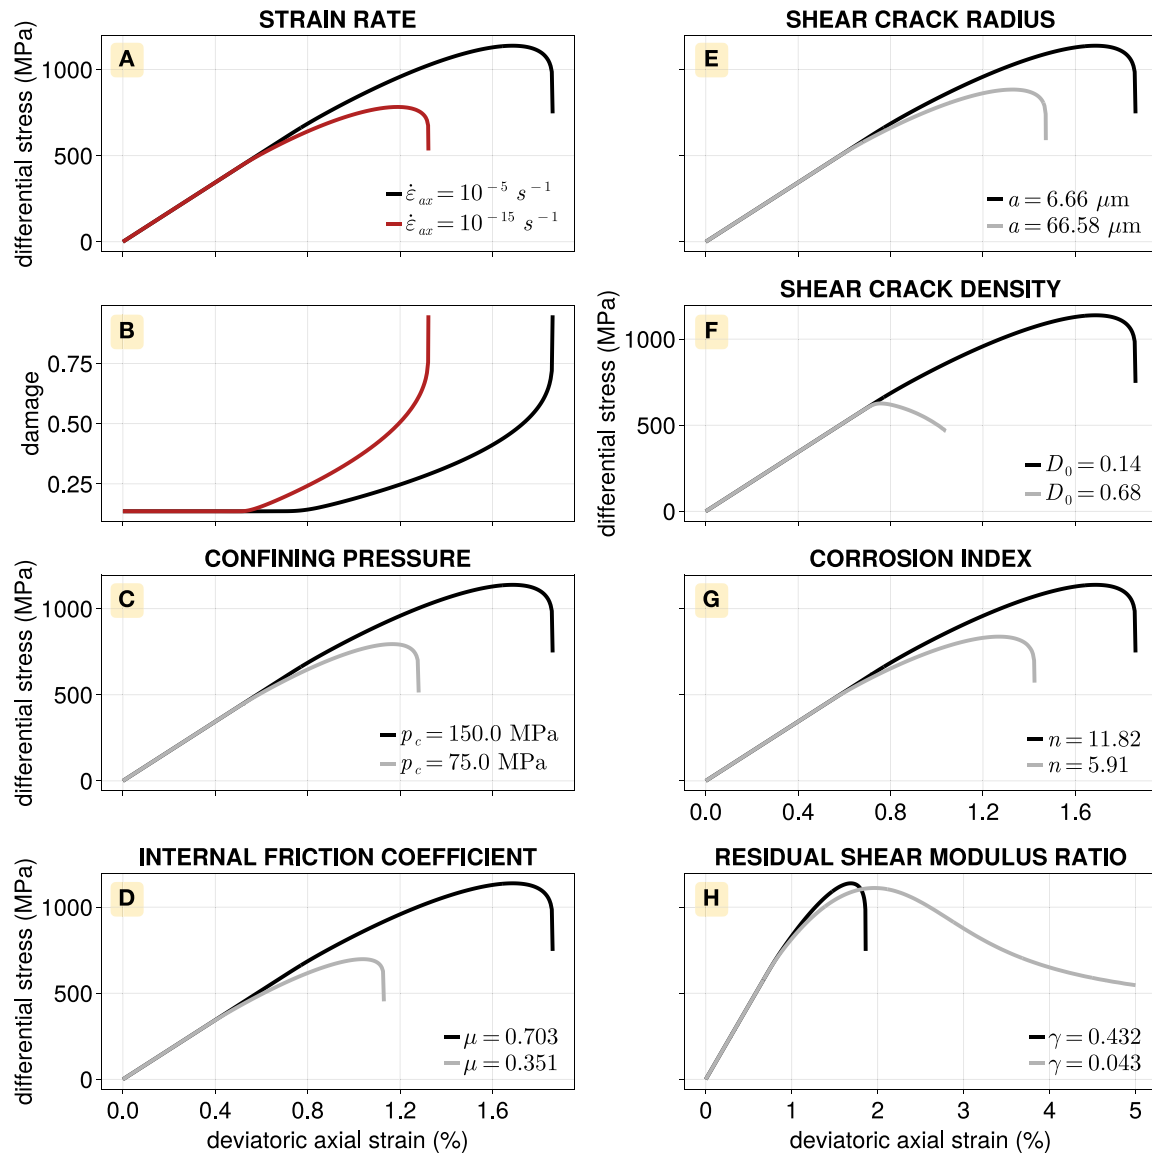 STRAIN RATE
A
differential stress (MPa)
1000
500
0
ε̇ax = 10⁻⁵ s⁻¹
ε̇ax = 10⁻¹⁵ s⁻¹
B
damage
0.75
0.50
0.25
CONFINING PRESSURE
C
differential stress (MPa)
1000
500
0
pc = 150.0 MPa
pc = 75.0 MPa
INTERNAL FRICTION COEFFICIENT
D
differential stress (MPa)
1000
500
0
μ = 0.703
μ = 0.351
0.0 0.4 0.8 1.2 1.6
deviatoric axial strain (%)
SHEAR CRACK RADIUS
E
a = 6.66 μm
a = 66.58 μm
SHEAR CRACK DENSITY
F
differential stress (MPa)
1000
500
0
D₀ = 0.14
D₀ = 0.68
CORROSION INDEX
G
n = 11.82
n = 5.91
0.0 0.4 0.8 1.2 1.6
RESIDUAL SHEAR MODULUS RATIO
H
γ = 0.432
γ = 0.043
0 1 2 3 4 5
deviatoric axial strain (%)